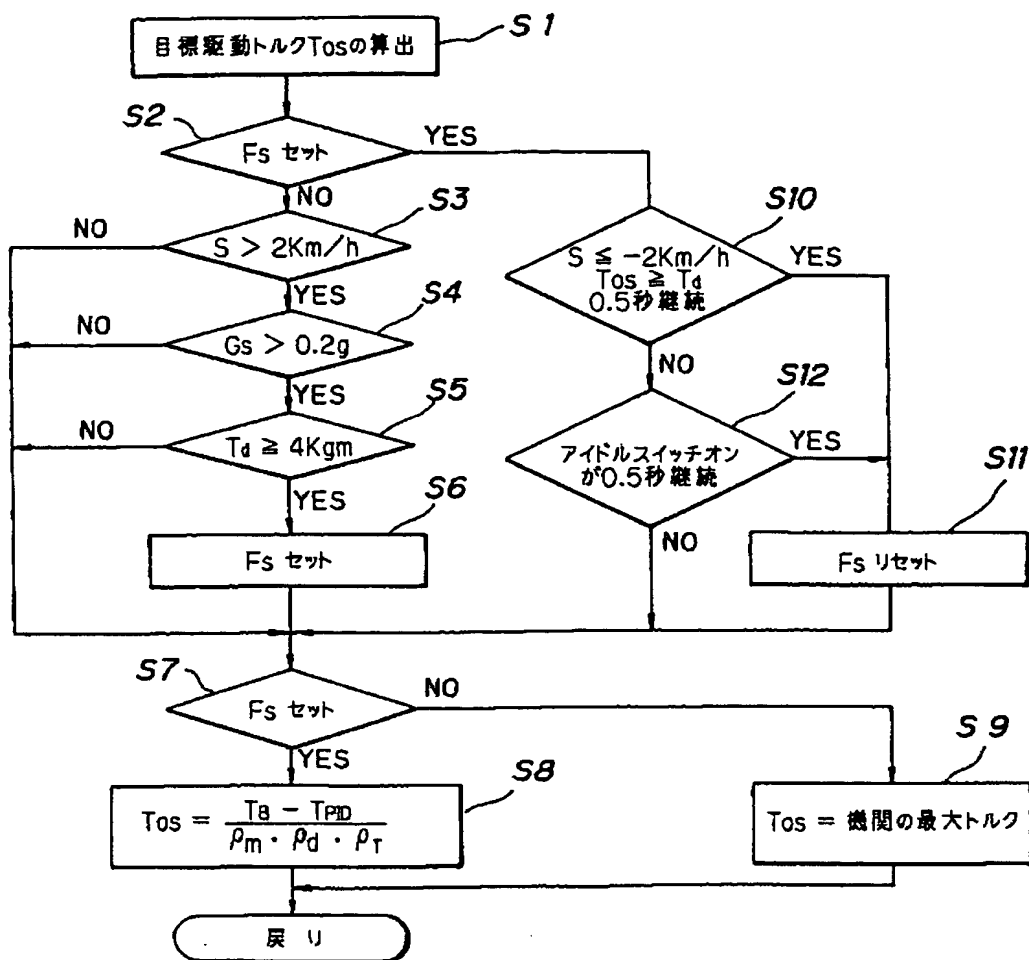 目標駆動トルクTosの算出
S1
S2
Fs セット
YES
NO
S3
S > 2Km/h
NO
YES
S4
Gs > 0.2g
NO
YES
S5
Td ≧ 4Kgm
NO
YES
S6
Fs セット
S10
S ≦ -2Km/h
Tos ≧ Td
0.5秒継続
YES
NO
S12
アイドルスイッチオン
が0.5秒継続
YES
NO
S11
Fs リセット
S7
Fs セット
NO
YES
S8
Tos = (TB - TPID) / (ρm · ρd · ρT)
S9
Tos = 機関の最大トルク
戻り